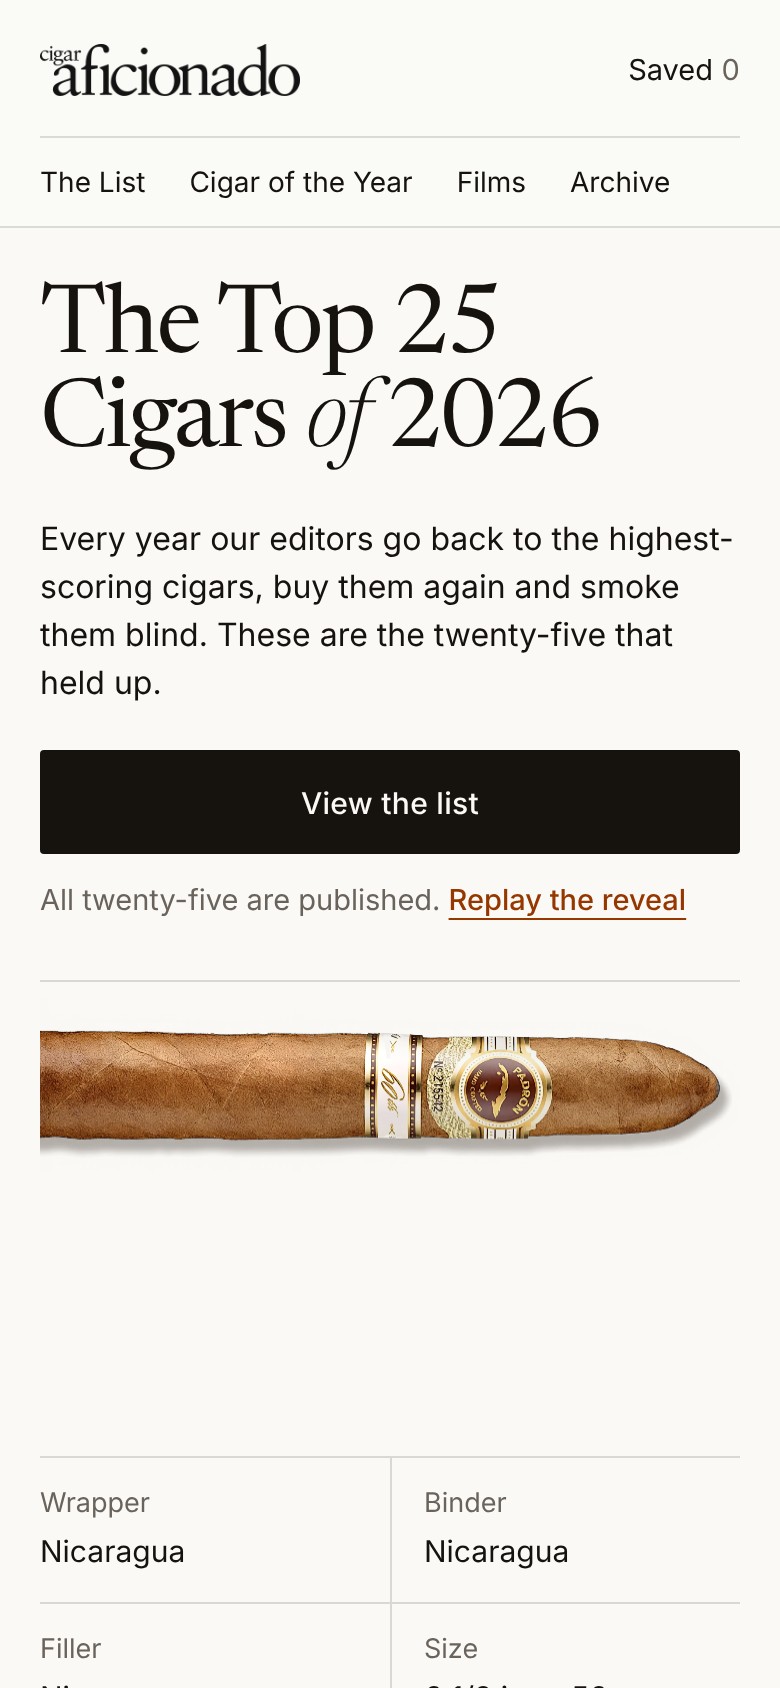 cigar
aficionado
Saved 0
The List
Cigar of the Year
Films
Archive
The Top 25
Cigars of 2026
Every year our editors go back to the highest-
scoring cigars, buy them again and smoke
them blind. These are the twenty-five that
held up.
View the list
All twenty-five are published. Replay the reveal
PADRÓN
Wrapper
Binder
Nicaragua
Nicaragua
Filler
Size